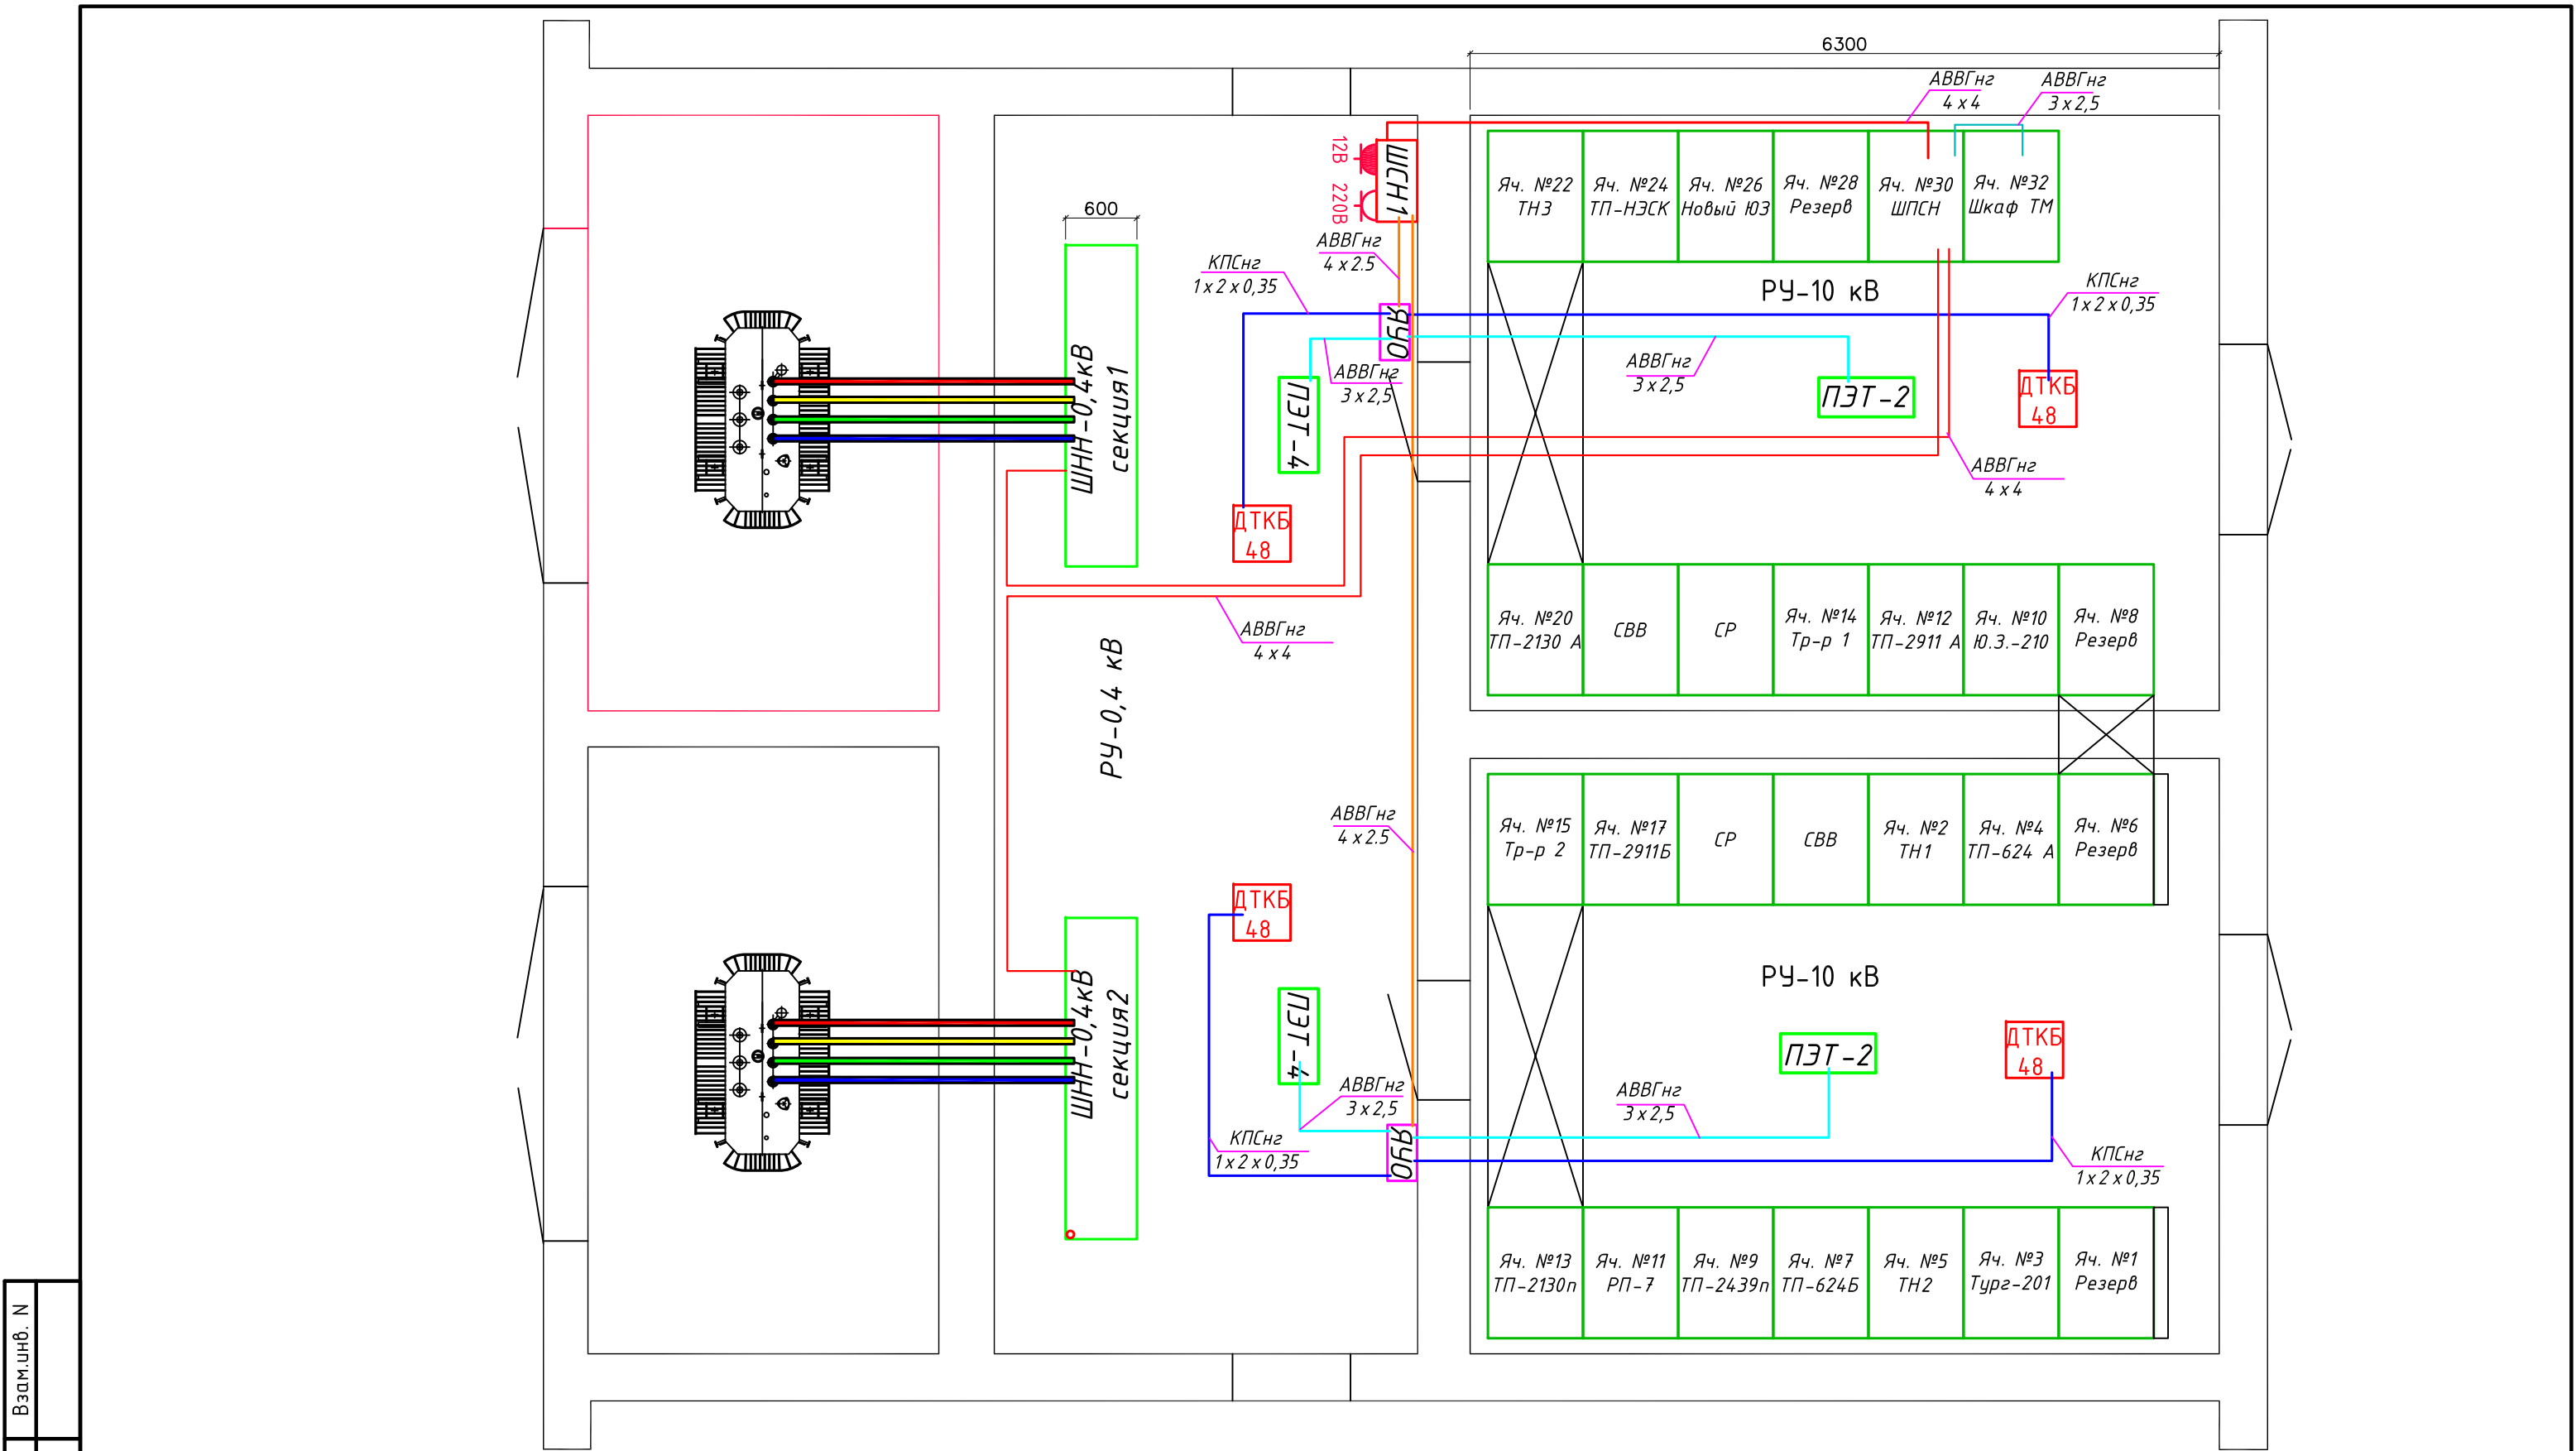 6300
АВВГнг
4 х 4
АВВГнг
3 х 2,5
12В
220В
ШСН1
Яч. №22
ТН3
Яч. №24
ТП-НЭСК
Яч. №26
Новый ЮЗ
Яч. №28
Резерв
Яч. №30
ШПСН
Яч. №32
Шкаф ТМ
600
АВВГнг
4 х 2.5
КПСнг
1 х 2 х 0,35
РУ-10 кВ
КПСнг
1 х 2 х 0,35
ЯУО
АВВГнг
3 х 2,5
АВВГнг
3 х 2,5
ШНН-0,4кВ
секция1
ПЭТ-4
ПЭТ-2
ДТКБ
48
АВВГнг
4 х 4
ДТКБ
48
АВВГнг
4 х 4
РУ-0,4 кВ
Яч. №20
ТП-2130 А
СВВ
СР
Яч. №14
Тр-р 1
Яч. №12
ТП-2911 А
Яч. №10
Ю.З.-210
Яч. №8
Резерв
АВВГнг
4 х 2.5
Яч. №15
Тр-р 2
Яч. №17
ТП-2911Б
СР
СВВ
Яч. №2
ТН1
Яч. №4
ТП-624 А
Яч. №6
Резерв
ДТКБ
48
РУ-10 кВ
ШНН-0,4кВ
секция2
ПЭТ-4
ПЭТ-2
ДТКБ
48
АВВГнг
3 х 2,5
АВВГнг
3 х 2,5
КПСнг
1 х 2 х 0,35
ЯУО
КПСнг
1 х 2 х 0,35
Яч. №13
ТП-2130п
Яч. №11
РП-7
Яч. №9
ТП-2439п
Яч. №7
ТП-624Б
Яч. №5
ТН2
Яч. №3
Тург-201
Яч. №1
Резерв
Взам.инв. N